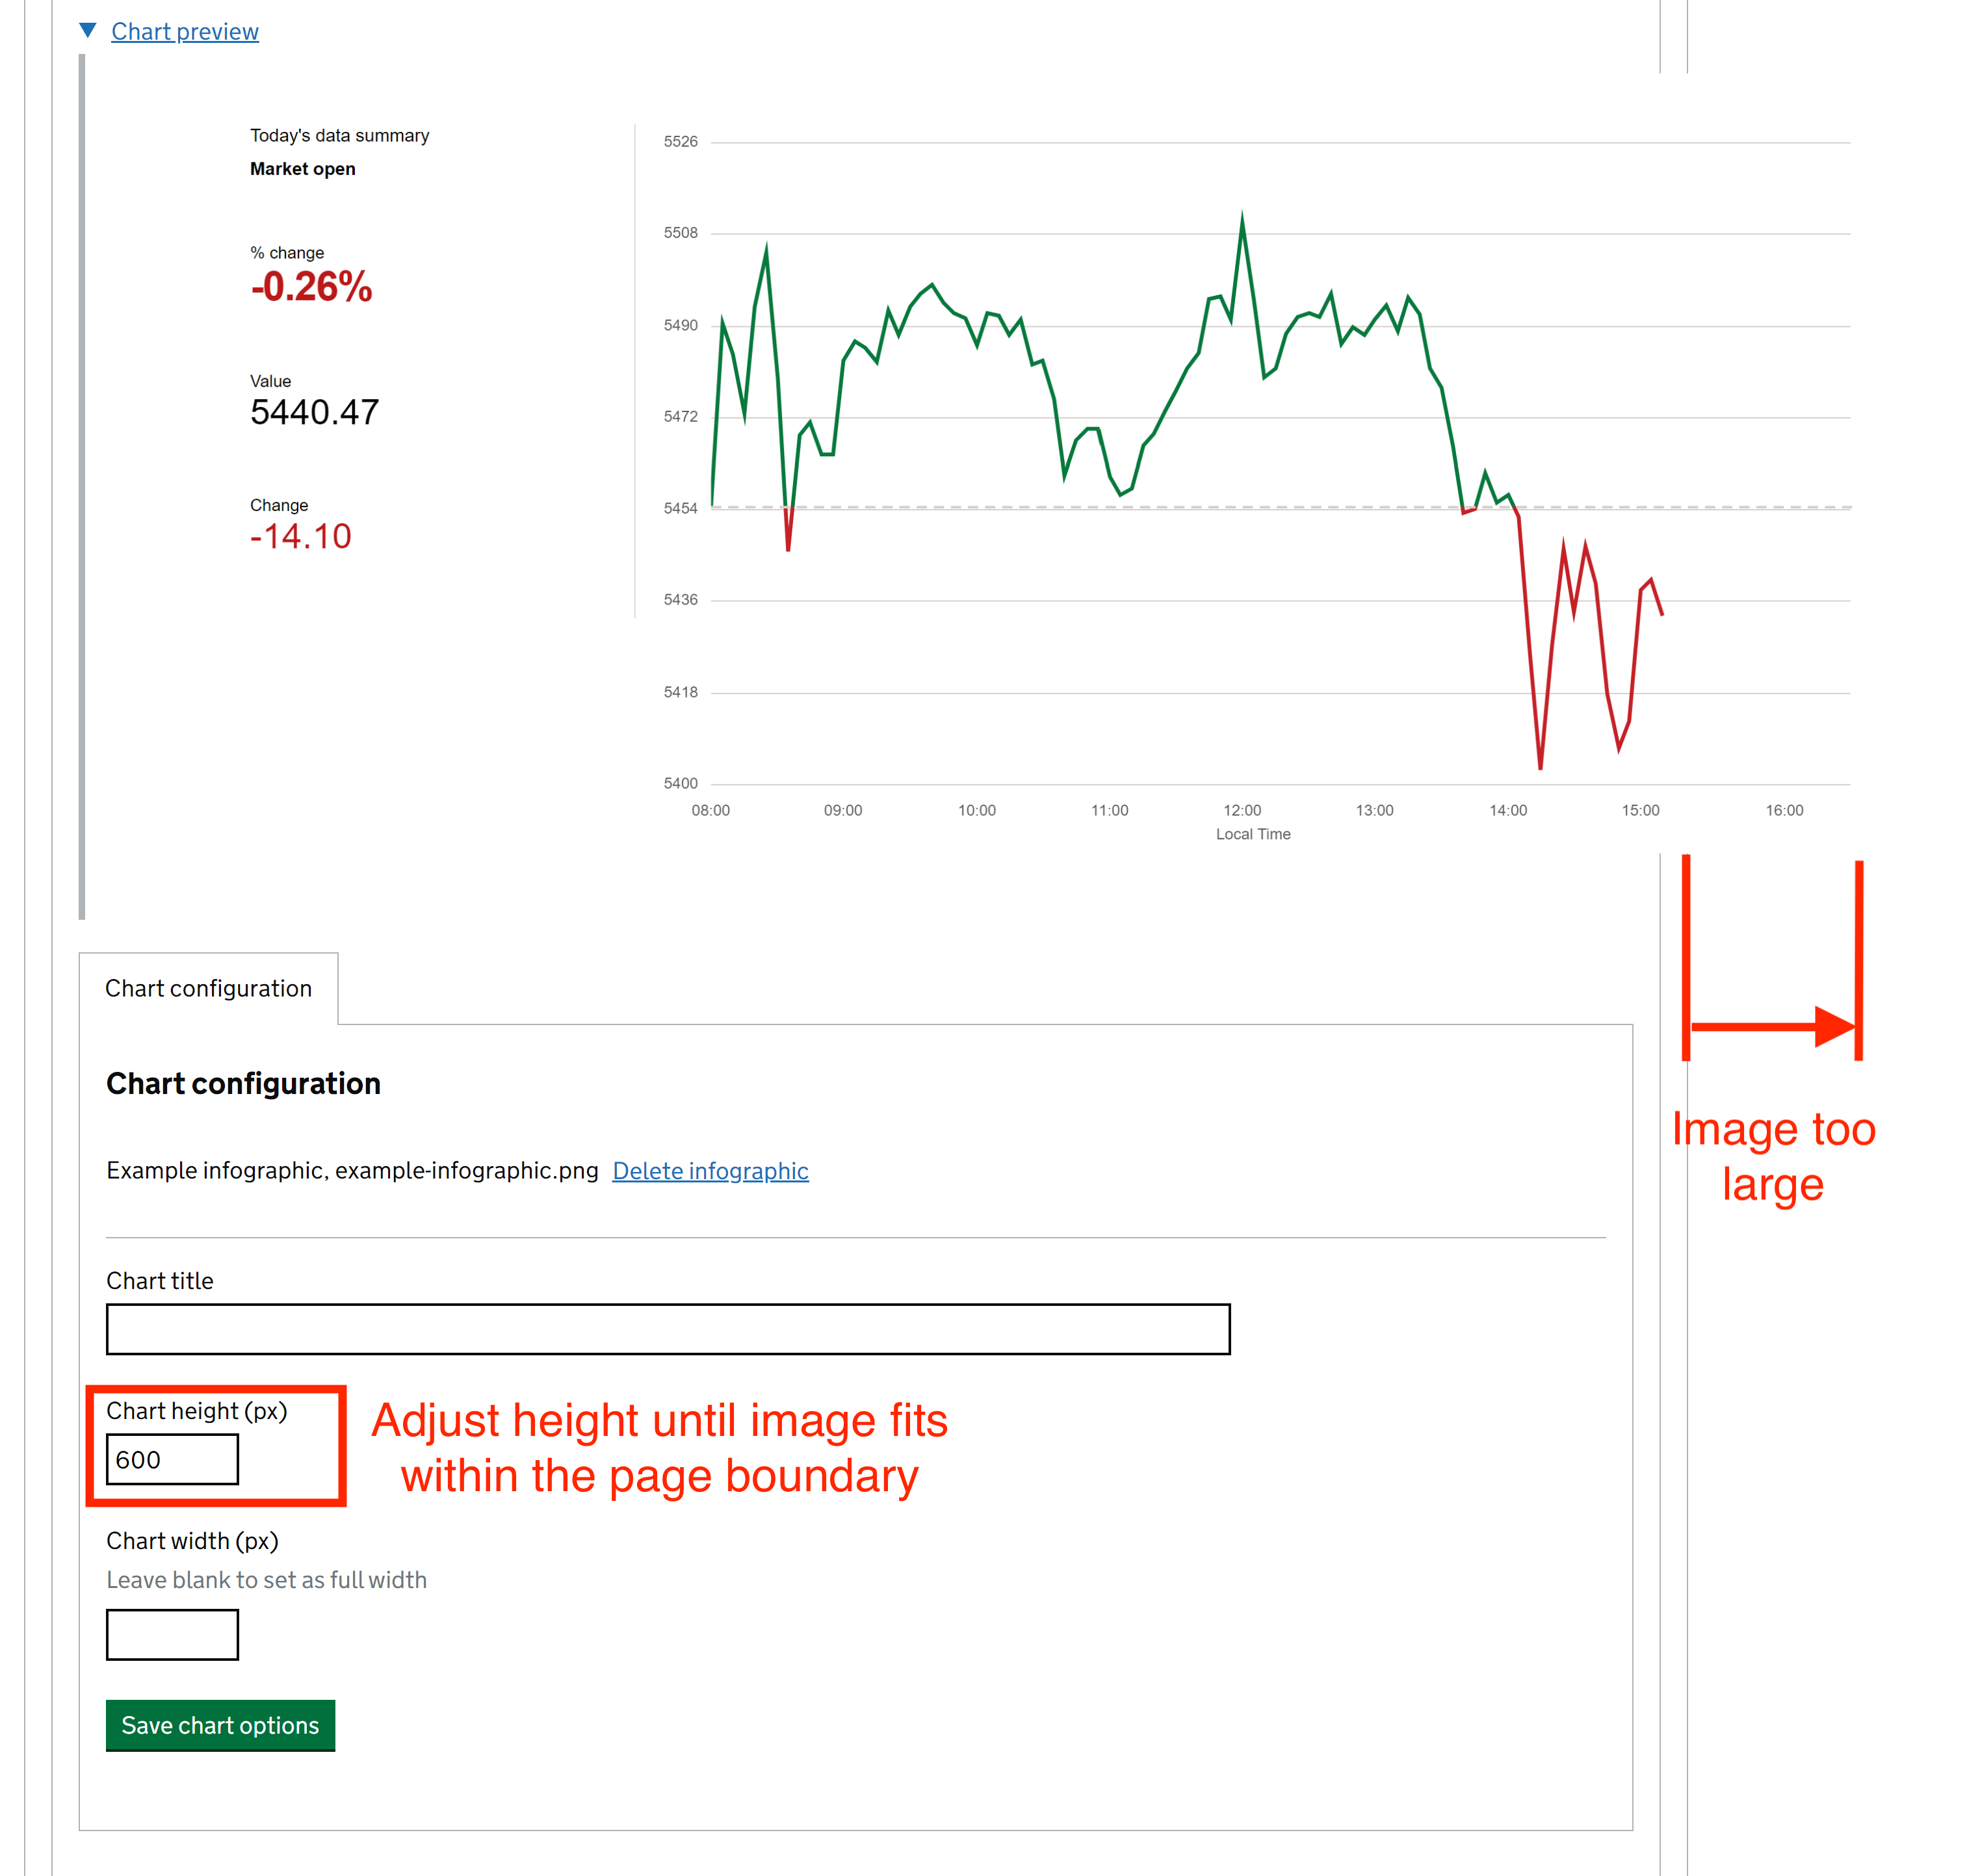 Chart preview
Today's data summary
Market open
% change
-0.26%
Value
5440.47
Change
-14.10
5526
5508
5490
5472
5454
5436
5418
5400
08:00 09:00 10:00 11:00 12:00 13:00 14:00 15:00 16:00
Local Time
Image too
large
Chart configuration
Chart configuration
Example infographic, example-infographic.png Delete infographic
Chart title
Chart height (px)
600
Adjust height until image fits
within the page boundary
Chart width (px)
Leave blank to set as full width
Save chart options